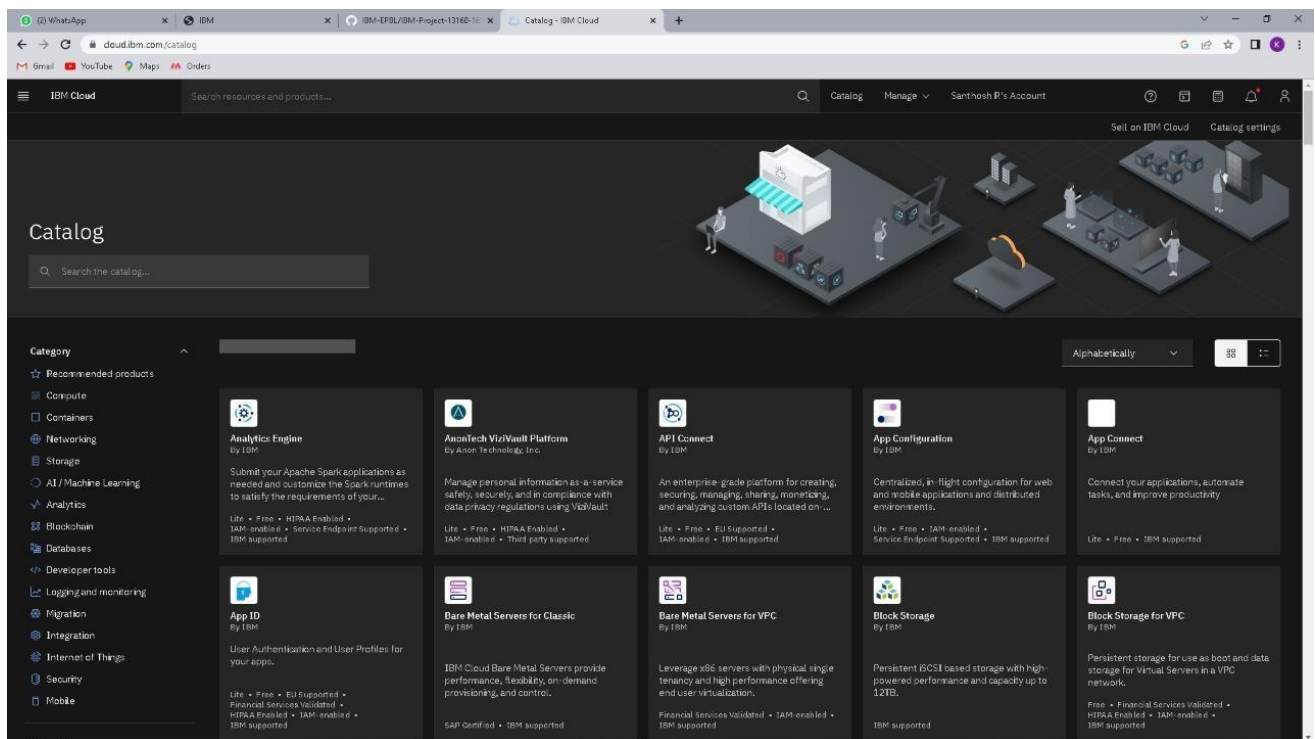 (2) WhatsApp
IBM
IBM-EPBL/IBM-Project-13160-16
Catalog - IBM Cloud
cloud.ibm.com/catalog
Gmail
YouTube
Maps
Orders
IBM Cloud
Search resources and products...
Catalog
Manage
Santhosh R's Account
Sell on IBM Cloud
Catalog settings
Catalog
Search the catalog...
Category
Recommended products
Compute
Containers
Networking
Storage
AI / Machine Learning
Analytics
Blockchain
Databases
Developer tools
Logging and monitoring
Migration
Integration
Internet of Things
Security
Mobile
Alphabetically
Analytics Engine
By IBM
Submit your Apache Spark applications as
needed and customize the Spark runtimes
to satisfy the requirements of your...
Lite • Free • HIPAA Enabled •
IAM-enabled • Service Endpoint Supported •
IBM supported
AnonTech ViziVault Platform
By Anon Technology, Inc.
Manage personal information as-a-service
safely, securely, and in compliance with
data privacy regulations using ViziVault
Lite • Free • HIPAA Enabled •
IAM-enabled • Third party supported
API Connect
By IBM
An enterprise-grade platform for creating,
securing, managing, sharing, monetizing,
and analyzing custom APIs located on-...
Lite • Free • EU Supported •
IAM-enabled • IBM supported
App Configuration
By IBM
Centralized, in-flight configuration for web
and mobile applications and distributed
environments.
Lite • Free • IAM-enabled •
Service Endpoint Supported • IBM supported
App Connect
By IBM
Connect your applications, automate
tasks, and improve productivity
Lite • Free • IBM supported
App ID
By IBM
User Authentication and User Profiles for
your apps.
Lite • Free • EU Supported •
Financial Services Validated •
HIPAA Enabled • IAM-enabled •
IBM supported
Bare Metal Servers for Classic
By IBM
IBM Cloud Bare Metal Servers provide
performance, flexibility, on-demand
provisioning, and control.
SAP Certified • IBM supported
Bare Metal Servers for VPC
By IBM
Leverage x86 servers with physical single
tenancy and high performance offering
end user virtualization.
Financial Services Validated • IAM-enabled •
IBM supported
Block Storage
By IBM
Persistent iSCSI based storage with high-
powered performance and capacity up to
12TB.
IBM supported
Block Storage for VPC
By IBM
Persistent storage for use as boot and data
storage for Virtual Servers in a VPC
network.
Free • Financial Services Validated •
HIPAA Enabled • IAM-enabled •
IBM supported